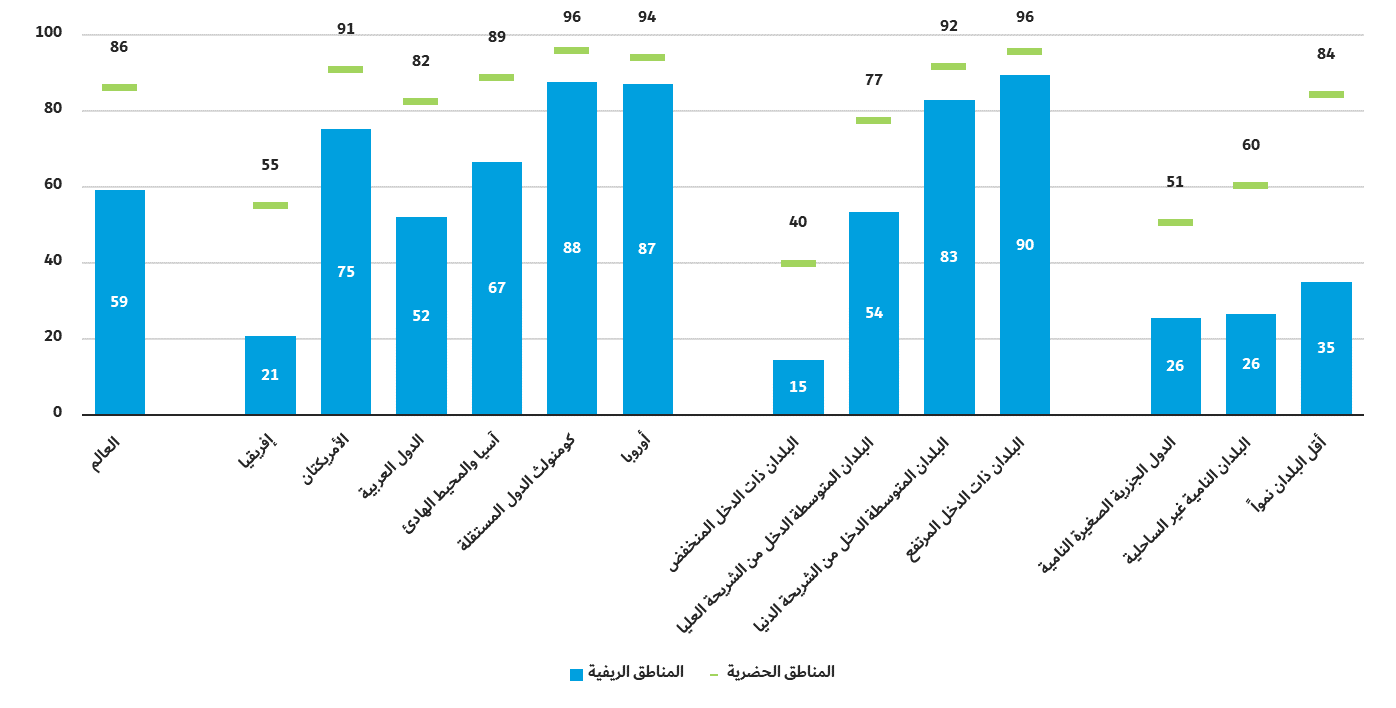 100
80
60
40
20
0
86
59
55
21
91
75
82
52
89
67
96
88
94
87
40
15
77
54
92
83
96
90
51
26
60
26
84
35
العالم
إفريقيا
الأمريكتان
الدول العربية
آسيا والمحيط الهادئ
كومنولث الدول المستقلة
أوروبا
البلدان ذات الدخل المنخفض
البلدان المتوسطة الدخل من الشريحة العليا
البلدان المتوسطة الدخل من الشريحة الدنيا
البلدان ذات الدخل المرتفع
الدول الجزرية الصغيرة النامية
البلدان النامية غير الساحلية
أقل البلدان نمواً
المناطق الريفية
المناطق الحضرية